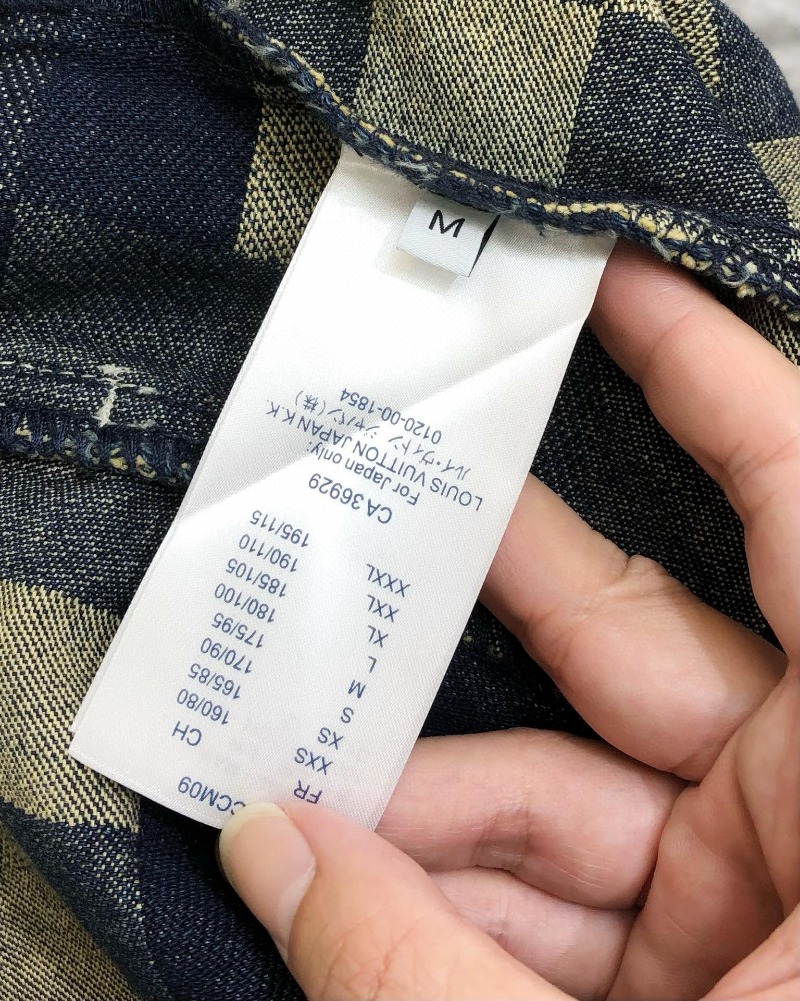 M
CCM09
FR CH
XXS 160/80
XS 165/85
S 170/90
M 175/95
L 180/100
XL 185/105
XXL 190/110
XXXL 195/115
CA 36929
For Japan only:
LOUIS VUITTON JAPAN K.K.
ルイ・ヴィトン ジャパン(株)
0120-00-1854